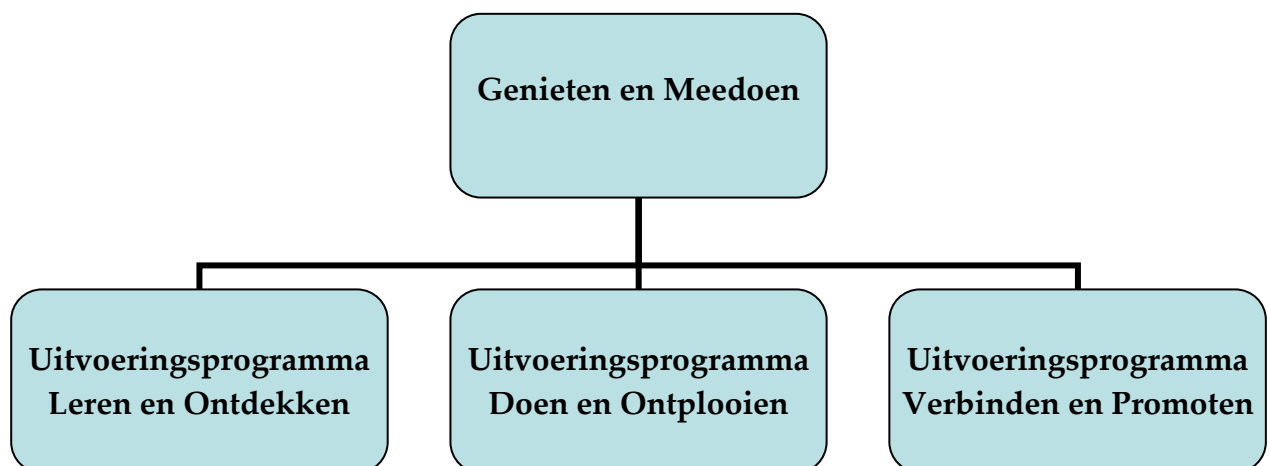 Genieten en Meedoen
Uitvoeringsprogramma
Leren en Ontdekken
Uitvoeringsprogramma
Doen en Ontplooien
Uitvoeringsprogramma
Verbinden en Promoten